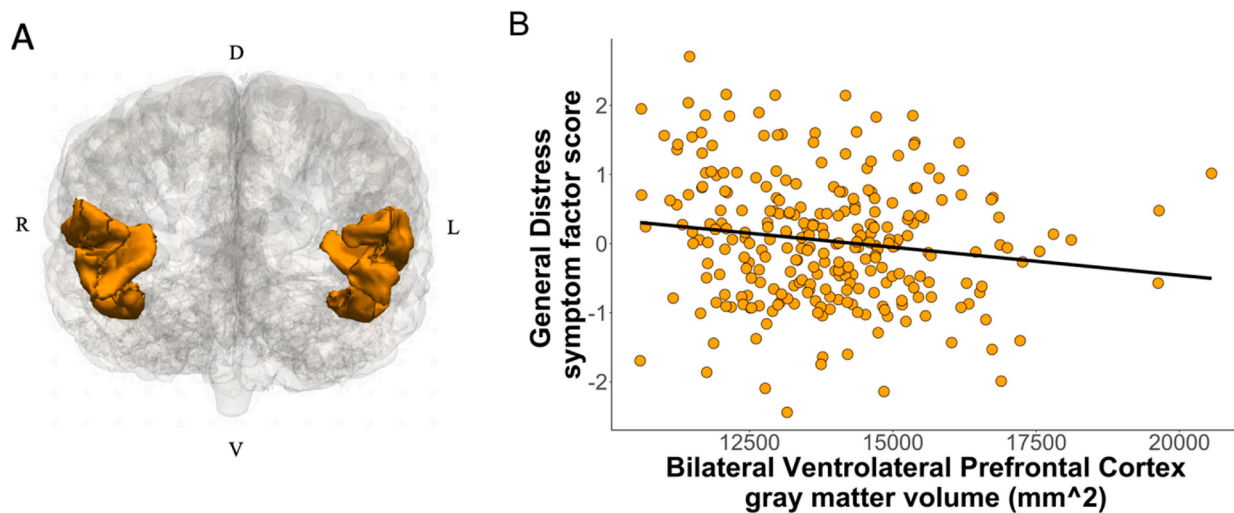 A
D
R
L
V
B
General Distress
symptom factor score
2
1
0
-1
-2
12500 15000 17500 20000
Bilateral Ventrolateral Prefrontal Cortex
gray matter volume (mm^2)